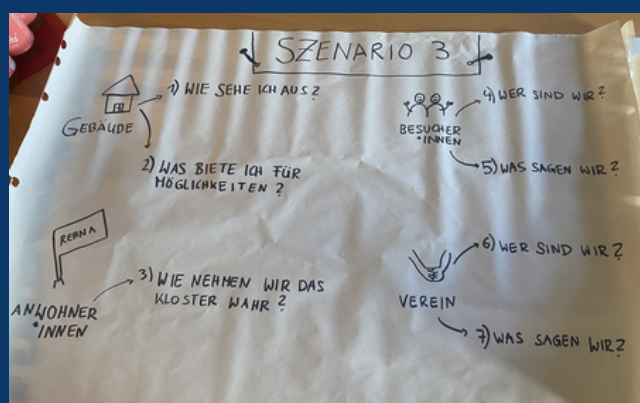 SZENARIO 3
GEBÄUDE
1) WIE SEHE ICH AUS?
2) WAS BIETE ICH FÜR
MÖGLICHKEITEN?
REHNA
ANWOHNER
*INNEN
3) WIE NEHMEN WIR DAS
KLOSTER WAHR?
BESUCHER
*INNEN
4) WER SIND WIR?
5) WAS SAGEN WIR?
VEREIN
6) WER SIND WIR?
7) WAS SAGEN WIR?